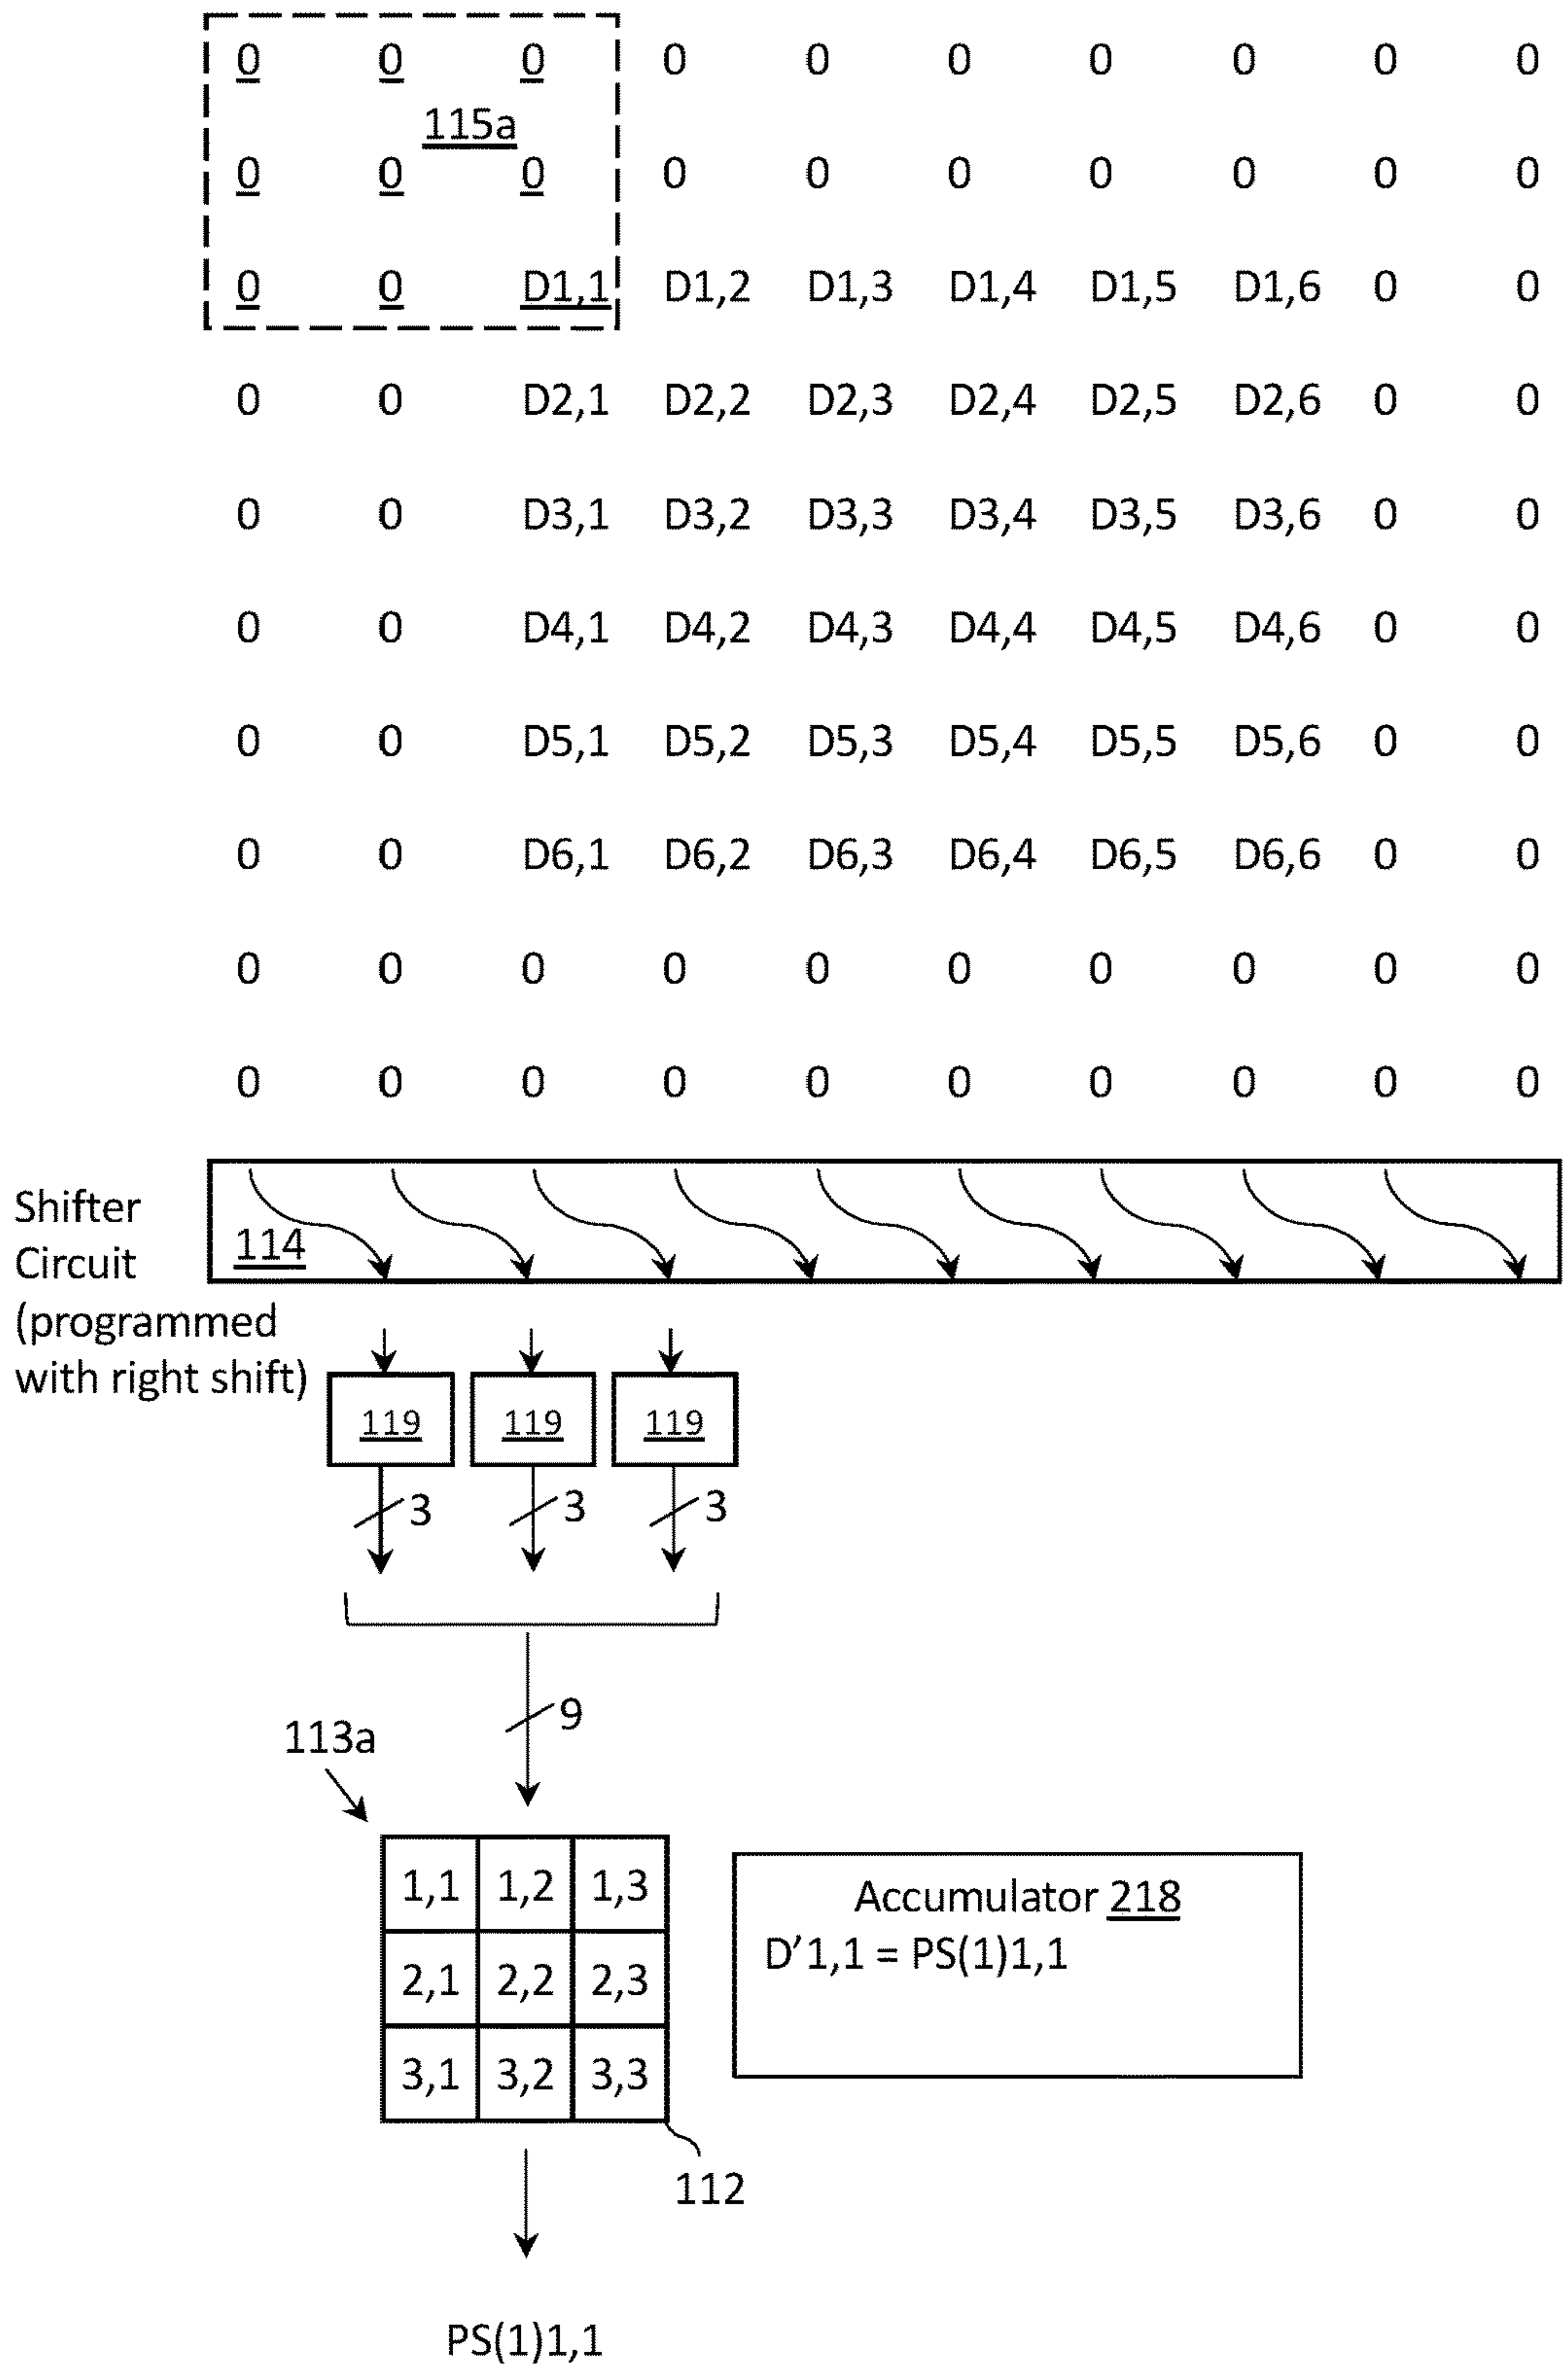 0 0 0 0 0 0 0 0 0 0
115a
0 0 0 0 0 0 0 0 0 0
0 0 D1,1 D1,2 D1,3 D1,4 D1,5 D1,6 0 0
0 0 D2,1 D2,2 D2,3 D2,4 D2,5 D2,6 0 0
0 0 D3,1 D3,2 D3,3 D3,4 D3,5 D3,6 0 0
0 0 D4,1 D4,2 D4,3 D4,4 D4,5 D4,6 0 0
0 0 D5,1 D5,2 D5,3 D5,4 D5,5 D5,6 0 0
0 0 D6,1 D6,2 D6,3 D6,4 D6,5 D6,6 0 0
0 0 0 0 0 0 0 0 0 0
0 0 0 0 0 0 0 0 0 0
Shifter
Circuit
(programmed
with right shift)
114
119 119 119
3 3 3
9
113a
1,1 1,2 1,3
2,1 2,2 2,3
3,1 3,2 3,3
Accumulator 218
D’1,1 = PS(1)1,1
112
PS(1)1,1